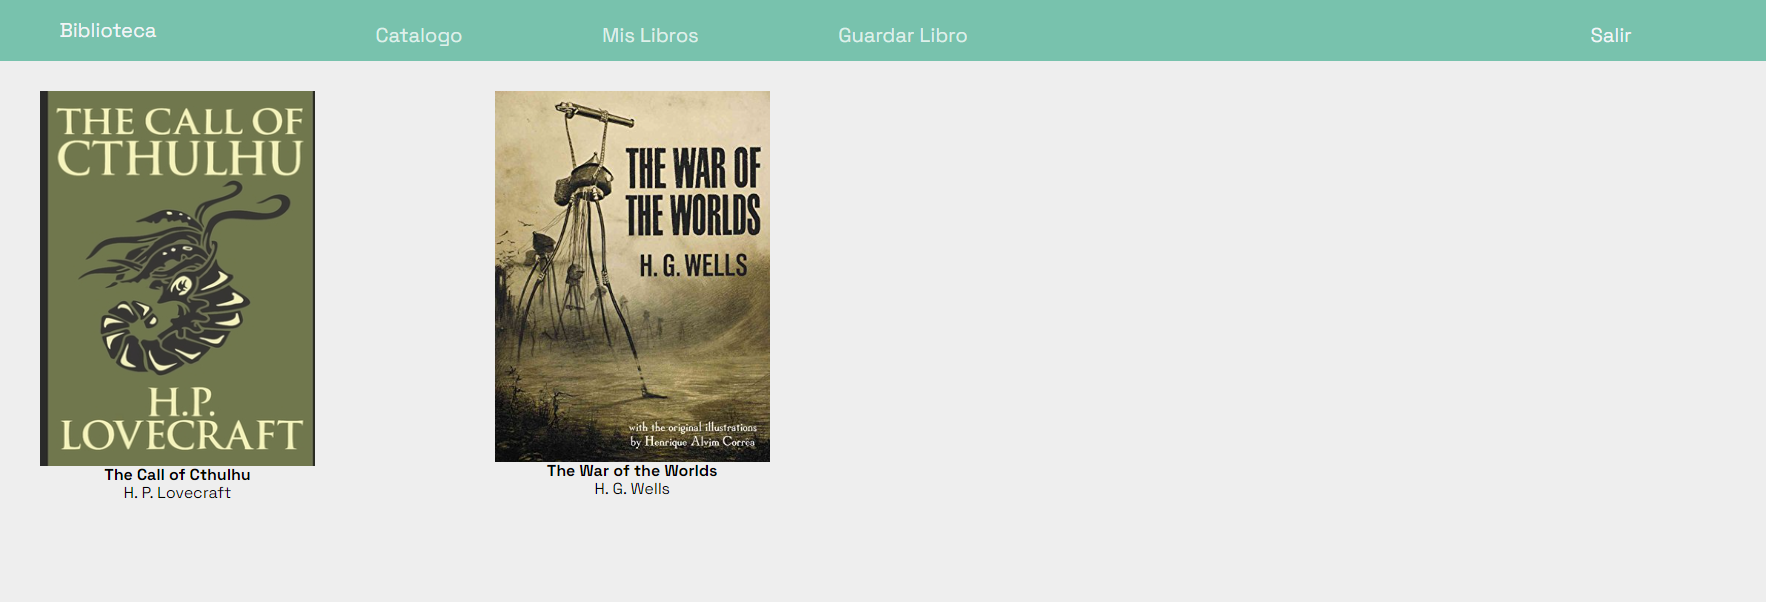 Biblioteca
Catalogo
Mis Libros
Guardar Libro
Salir
THE CALL OF
CTHULHU
H.P.
LOVECRAFT
The Call of Cthulhu
H. P. Lovecraft
THE WAR OF
THE WORLDS
H. G. WELLS
with the original illustrations
by Henrique Alvim Corrêa
The War of the Worlds
H. G. Wells